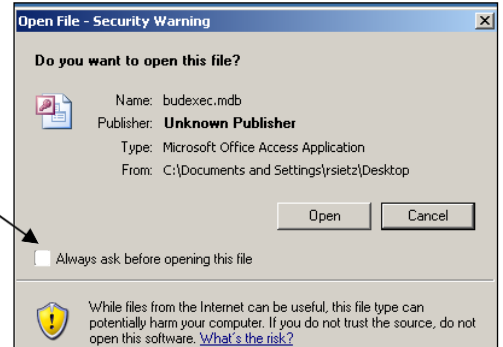 Open File - Security Warning
Do you want to open this file?
Name: budexec.mdb
Publisher: Unknown Publisher
Type: Microsoft Office Access Application
From: C:\Documents and Settings\rsietz\Desktop
Open Cancel
Always ask before opening this file
While files from the Internet can be useful, this file type can
potentially harm your computer. If you do not trust the source, do not
open this software. What's the risk?